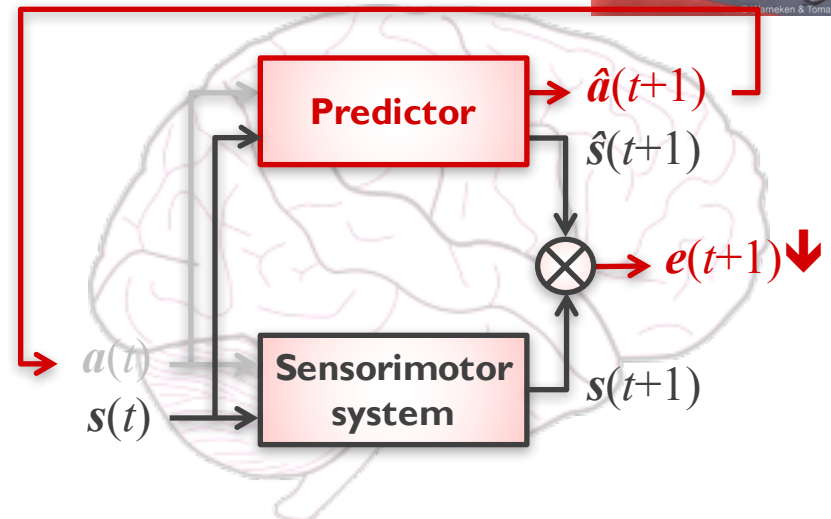 Predictor
â(t+1)
ŝ(t+1)
e(t+1)
a(t)
s(t)
Sensorimotor
system
s(t+1)